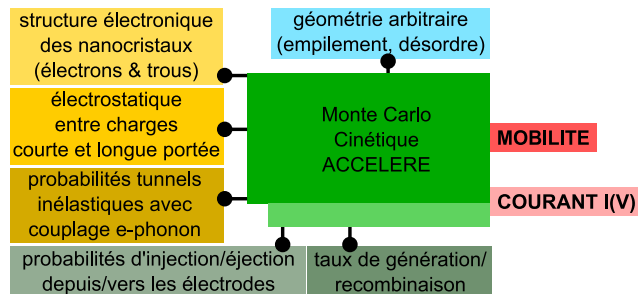 structure électronique
des nanocristaux
(électrons & trous)
géométrie arbitraire
(empilement, désordre)
électrostatique
entre charges
courte et longue portée
Monte Carlo
Cinétique
ACCELERE
MOBILITE
probabilités tunnels
inélastiques avec
couplage e-phonon
COURANT I(V)
probabilités d'injection/éjection
depuis/vers les électrodes
taux de génération/
recombinaison